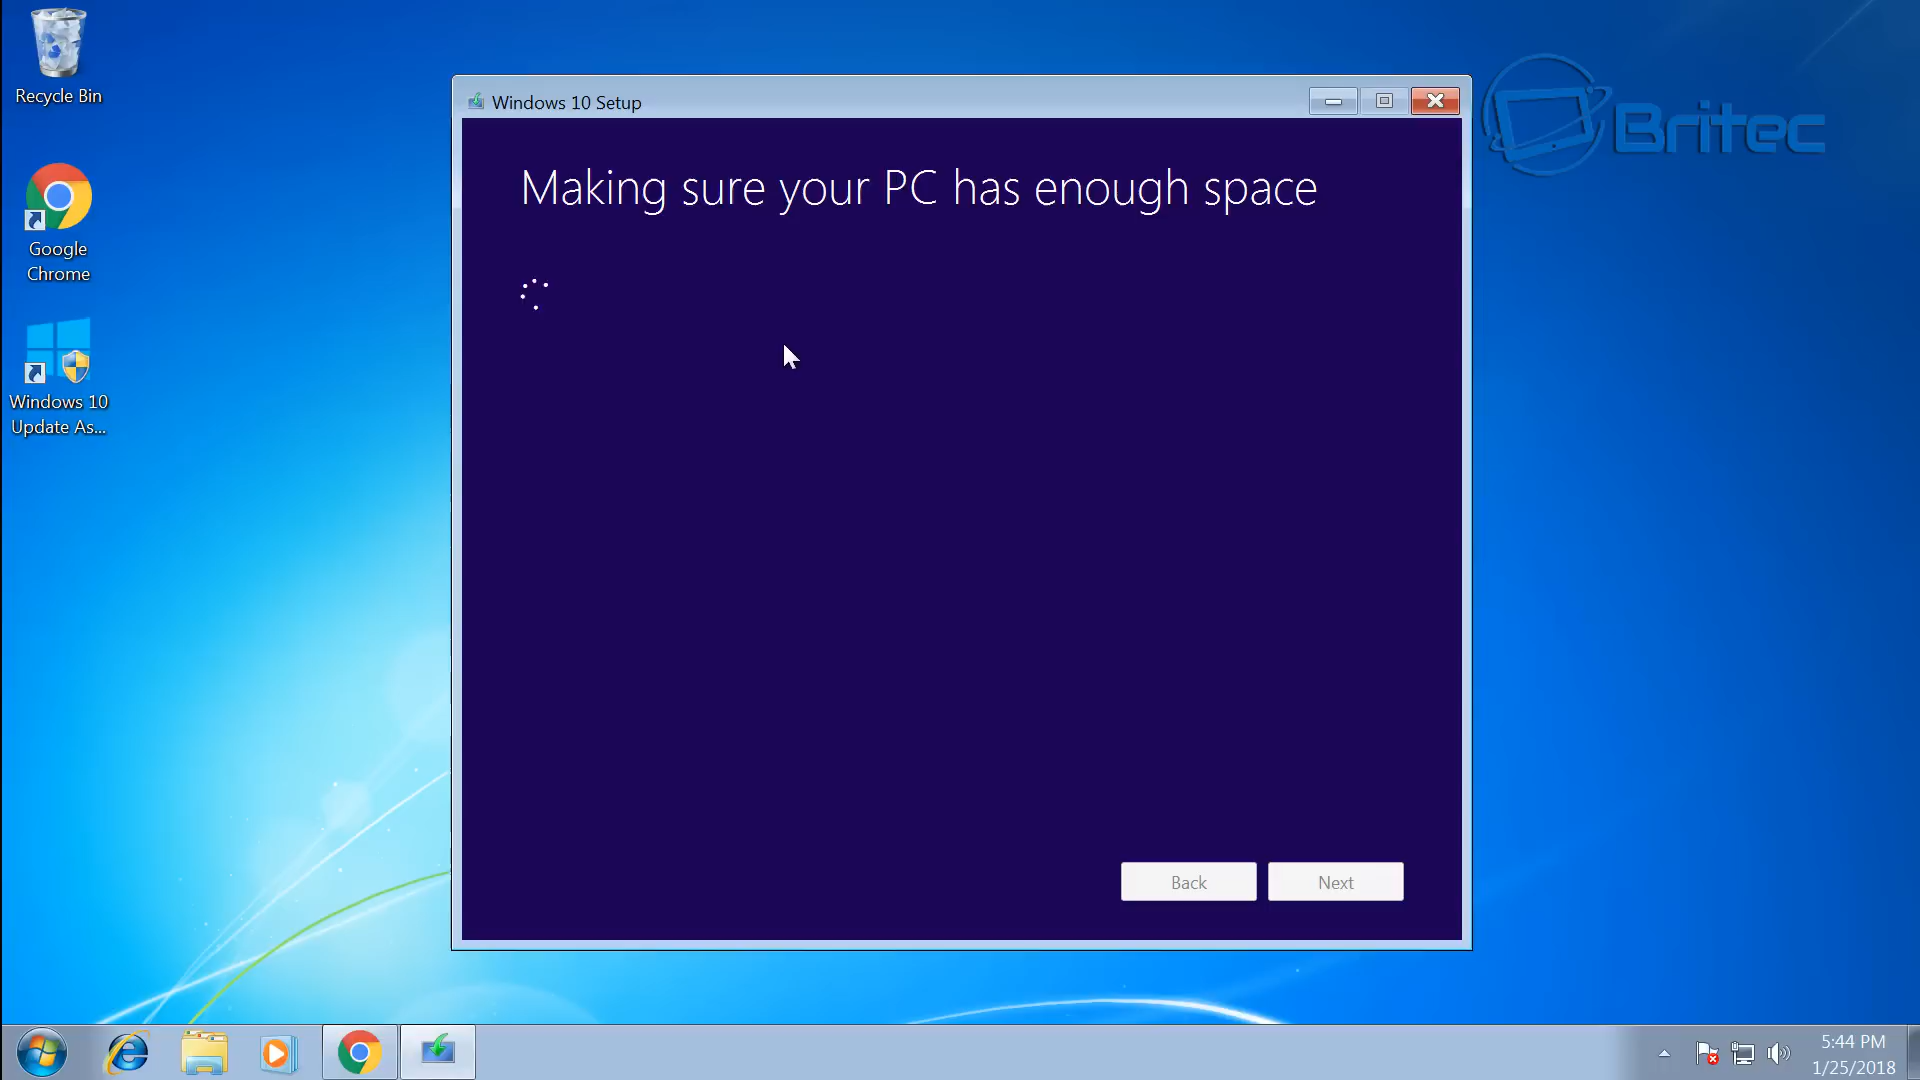 Recycle Bin
Google
Chrome
Windows 10
Update As...
Windows 10 Setup
Making sure your PC has enough space
Back
Next
Britec
5:44 PM
1/25/2018